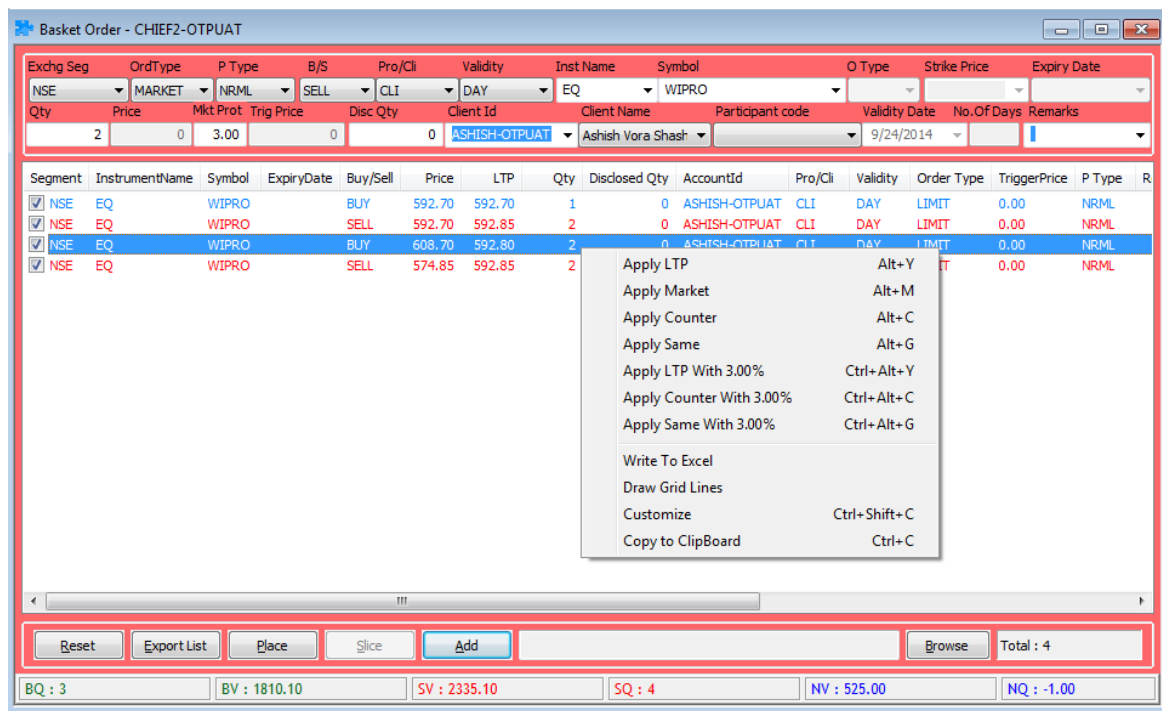 Basket Order - CHIEF2-OTPUAT
Exchg Seg OrdType P Type B/S Pro/Cli Validity Inst Name Symbol O Type Strike Price Expiry Date
NSE MARKET NRML SELL CLI DAY EQ WIPRO
Qty Price Mkt Prot Trig Price Disc Qty Client Id Client Name Participant code Validity Date No.Of Days Remarks
2 0 3.00 0 0 ASHISH-OTPUAT Ashish Vora Shash 9/24/2014
Segment InstrumentName Symbol ExpiryDate Buy/Sell Price LTP Qty Disclosed Qty AccountId Pro/Cli Validity Order Type TriggerPrice P Type R
NSE EQ WIPRO BUY 592.70 592.70 1 0 ASHISH-OTPUAT CLI DAY LIMIT 0.00 NRML
NSE EQ WIPRO SELL 592.70 592.85 2 0 ASHISH-OTPUAT CLI DAY LIMIT 0.00 NRML
NSE EQ WIPRO BUY 608.70 592.80 2 0 ASHISH-OTPUAT CLI DAY LIMIT 0.00 NRML
NSE EQ WIPRO SELL 574.85 592.85 2 0.00 NRML
Apply LTP Alt+Y
Apply Market Alt+M
Apply Counter Alt+C
Apply Same Alt+G
Apply LTP With 3.00% Ctrl+Alt+Y
Apply Counter With 3.00% Ctrl+Alt+C
Apply Same With 3.00% Ctrl+Alt+G
Write To Excel
Draw Grid Lines
Customize Ctrl+Shift+C
Copy to ClipBoard Ctrl+C
Reset Export List Place Slice Add Browse Total : 4
BQ : 3 BV : 1810.10 SV : 2335.10 SQ : 4 NV : 525.00 NQ : -1.00